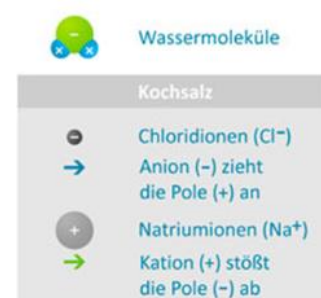 Wassermoleküle
Kochsalz
Chloridionen (Cl–)
Anion (–) zieht
die Pole (+) an
Natriumionen (Na+)
Kation (+) stößt
die Pole (–) ab